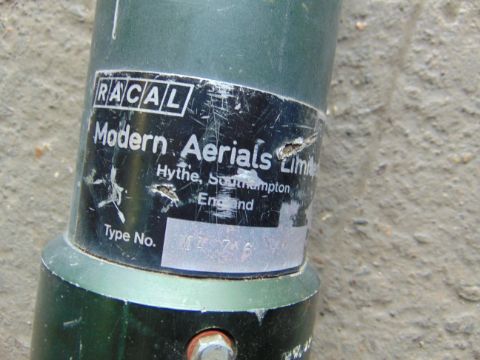 RACAL
Modern Aerials Limited
Hythe, Southampton
England
Type No.